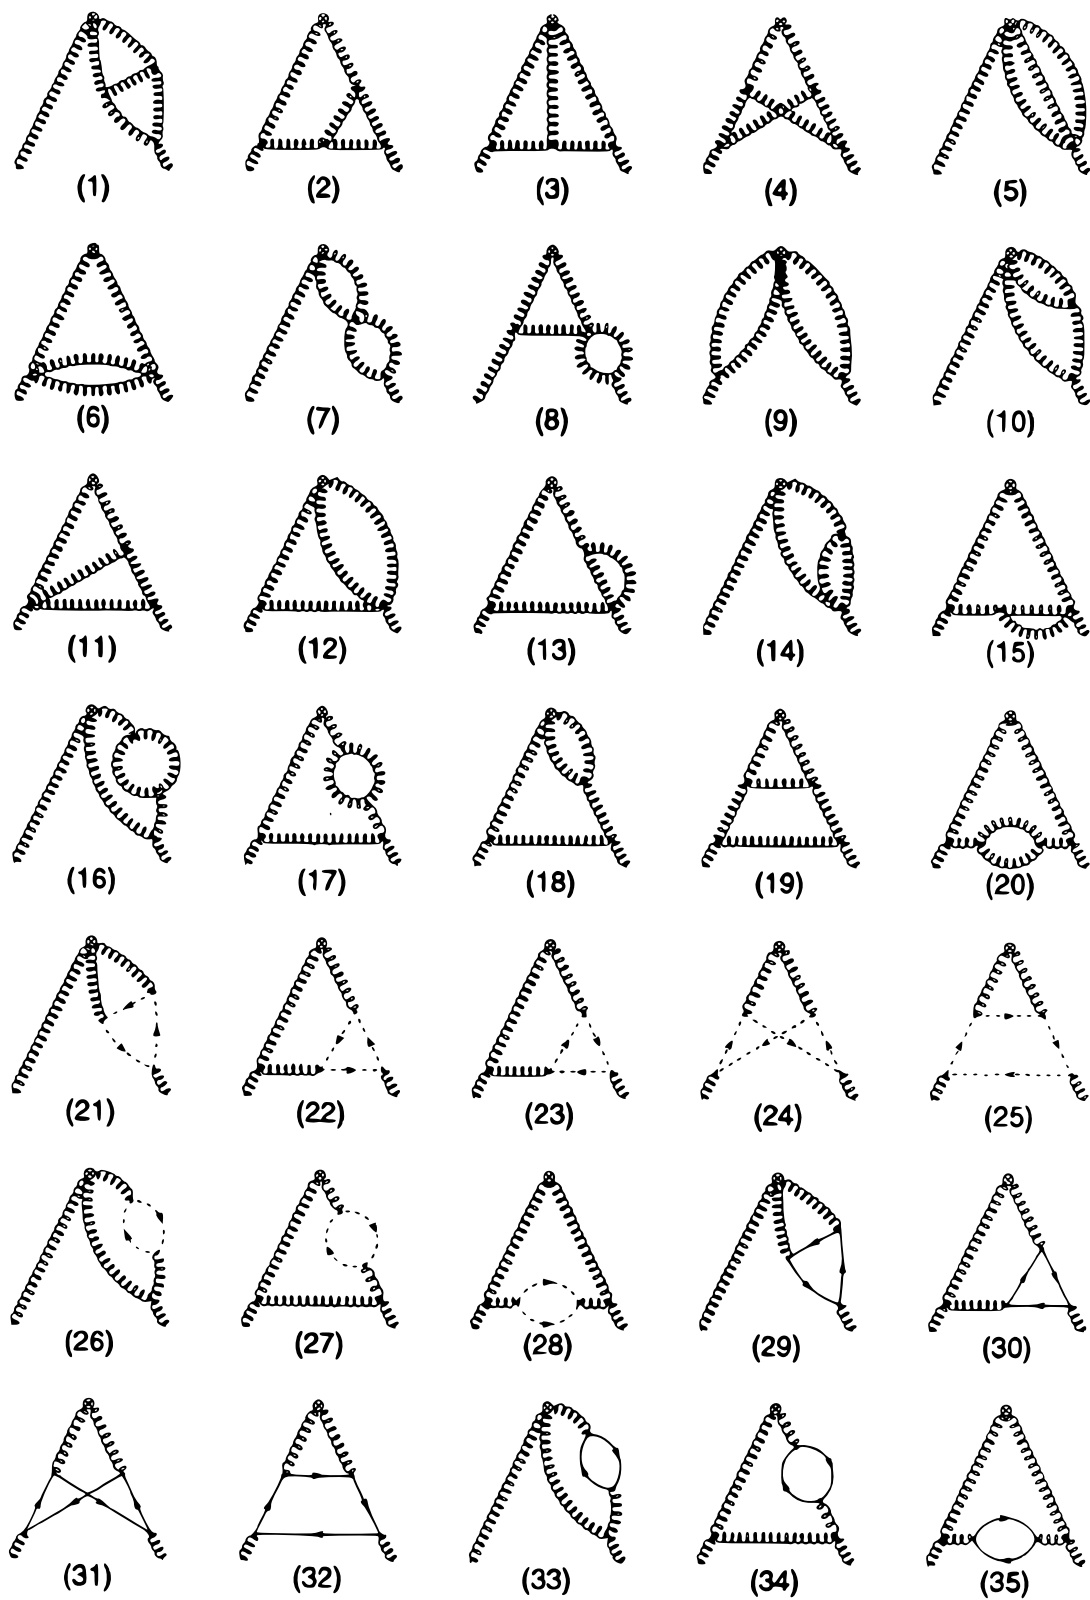 (1) (2) (3) (4) (5)
(6) (7) (8) (9) (10)
(11) (12) (13) (14) (15)
(16) (17) (18) (19) (20)
(21) (22) (23) (24) (25)
(26) (27) (28) (29) (30)
(31) (32) (33) (34) (35)